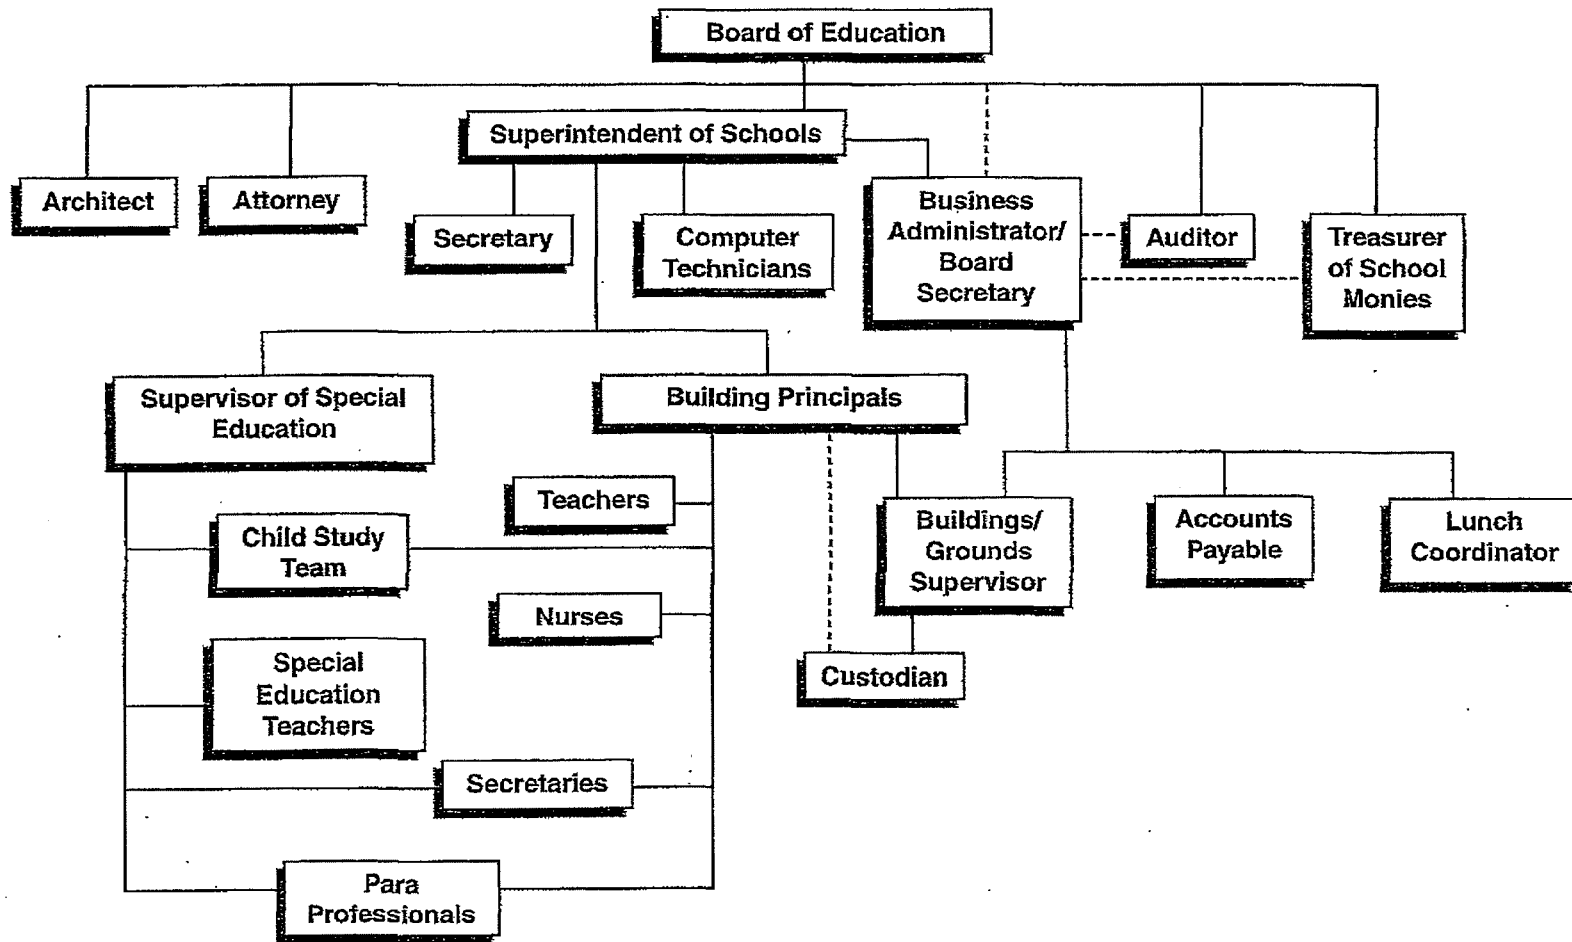 Board of Education
Superintendent of Schools
Architect
Attorney
Secretary
Computer
Technicians
Business
Administrator/
Board
Secretary
Auditor
Treasurer
of School
Monies
Supervisor of Special
Education
Building Principals
Teachers
Child Study
Team
Nurses
Special
Education
Teachers
Secretaries
Para
Professionals
Buildings/
Grounds
Supervisor
Custodian
Accounts
Payable
Lunch
Coordinator